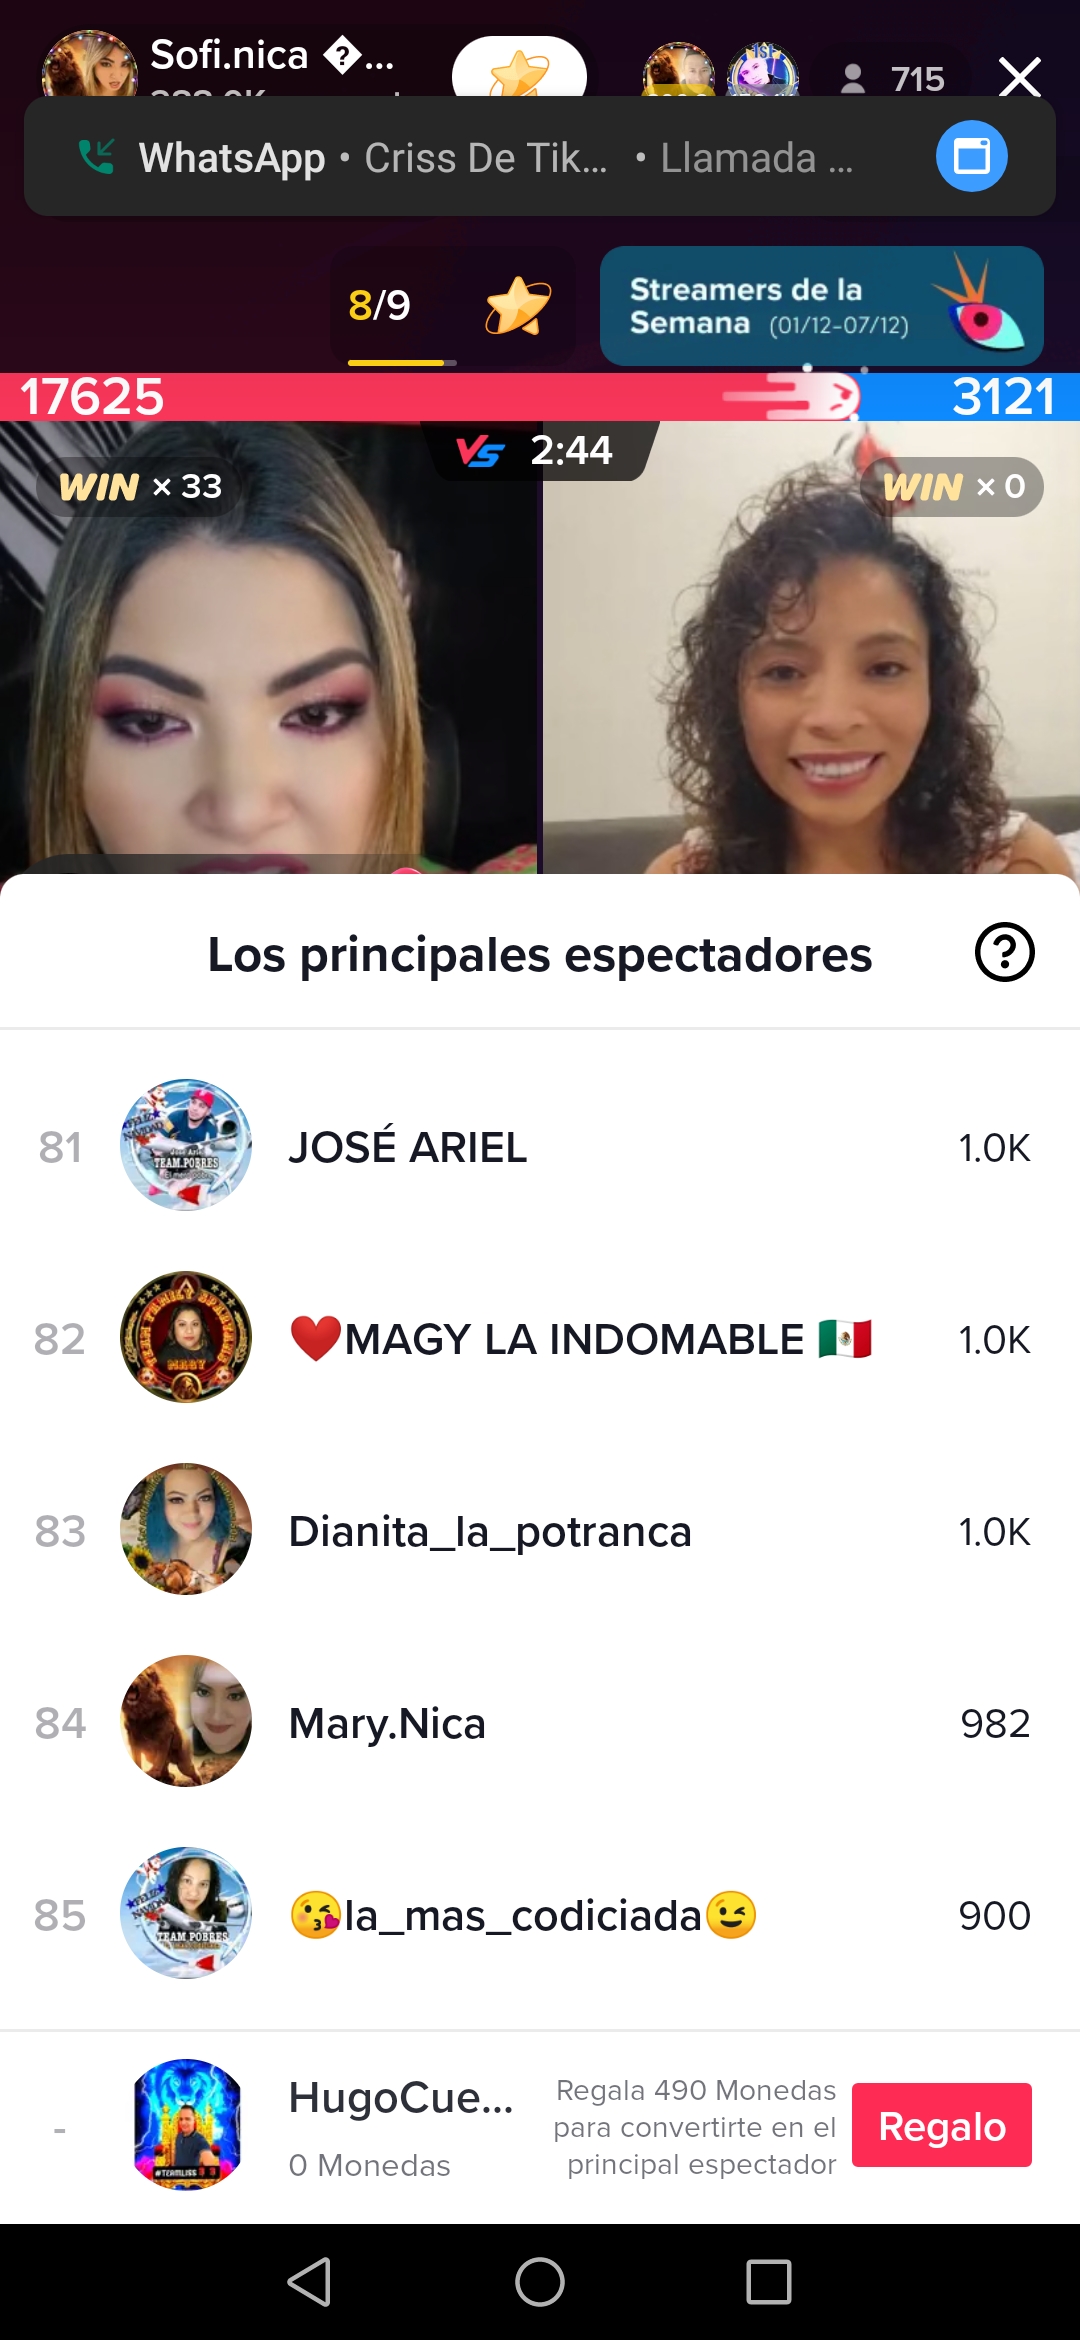 Sofi.nica �...
715
WhatsApp • Criss De Tik... • Llamada ...
8/9
Streamers de la
Semana (01/12-07/12)
17625
3121
VS 2:44
WIN × 33
WIN × 0
Los principales espectadores
81 JOSÉ ARIEL 1.0K
82 ❤️MAGY LA INDOMABLE 🇲🇽 1.0K
83 Dianita_la_potranca 1.0K
84 Mary.Nica 982
85 😘la_mas_codiciada😉 900
- HugoCue...
0 Monedas
Regala 490 Monedas
para convertirte en el
principal espectador
Regalo